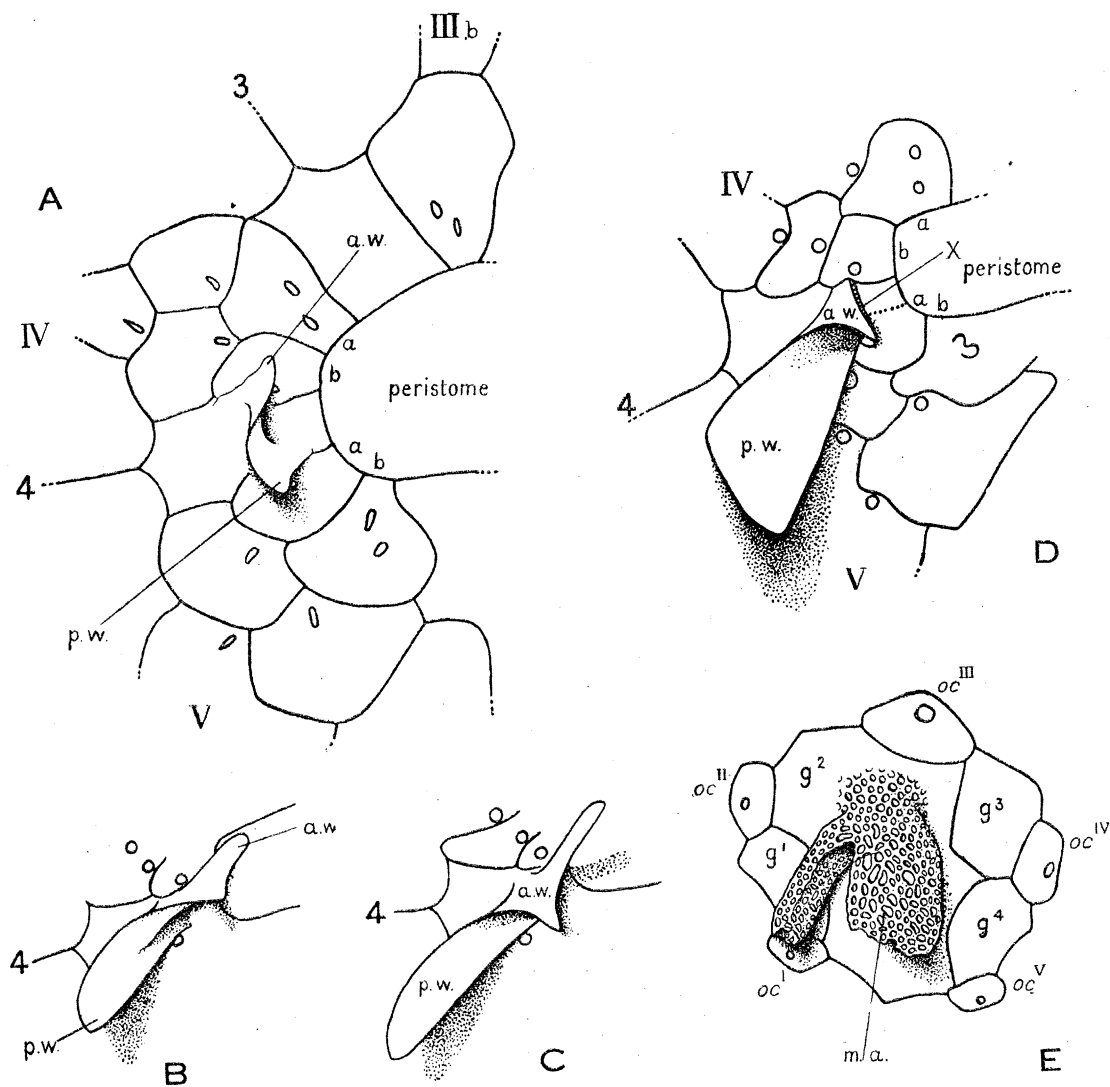 III b
3
A
a.w.
IV
a
b
peristome
a
b
4
p.w.
V
IV
a
b
X
peristome
a b
a w.
3
4
p.w.
V
D
a.w
4
p.w.
B
4
a.w.
p.w.
C
oc III
oc II
g2
g3
oc IV
g1
g4
oc I
oc V
m.a.
E